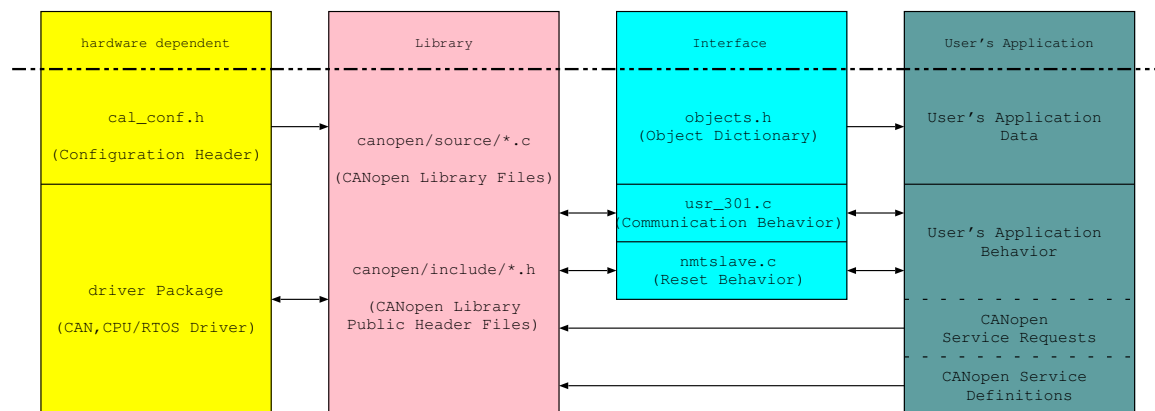 hardware dependent
Library
Interface
User's Application
cal_conf.h
(Configuration Header)
driver Package
(CAN,CPU/RTOS Driver)
canopen/source/*.c
(CANopen Library Files)
canopen/include/*.h
(CANopen Library
Public Header Files)
objects.h
(Object Dictionary)
usr_301.c
(Communication Behavior)
nmtslave.c
(Reset Behavior)
User's Application
Data
User's Application
Behavior
CANopen
Service Requests
CANopen Service
Definitions